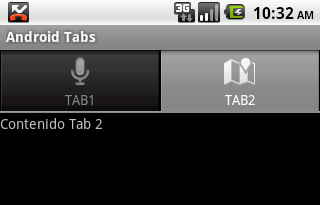 3G 10:32 AM
Android Tabs
TAB1 TAB2
Contenido Tab 2